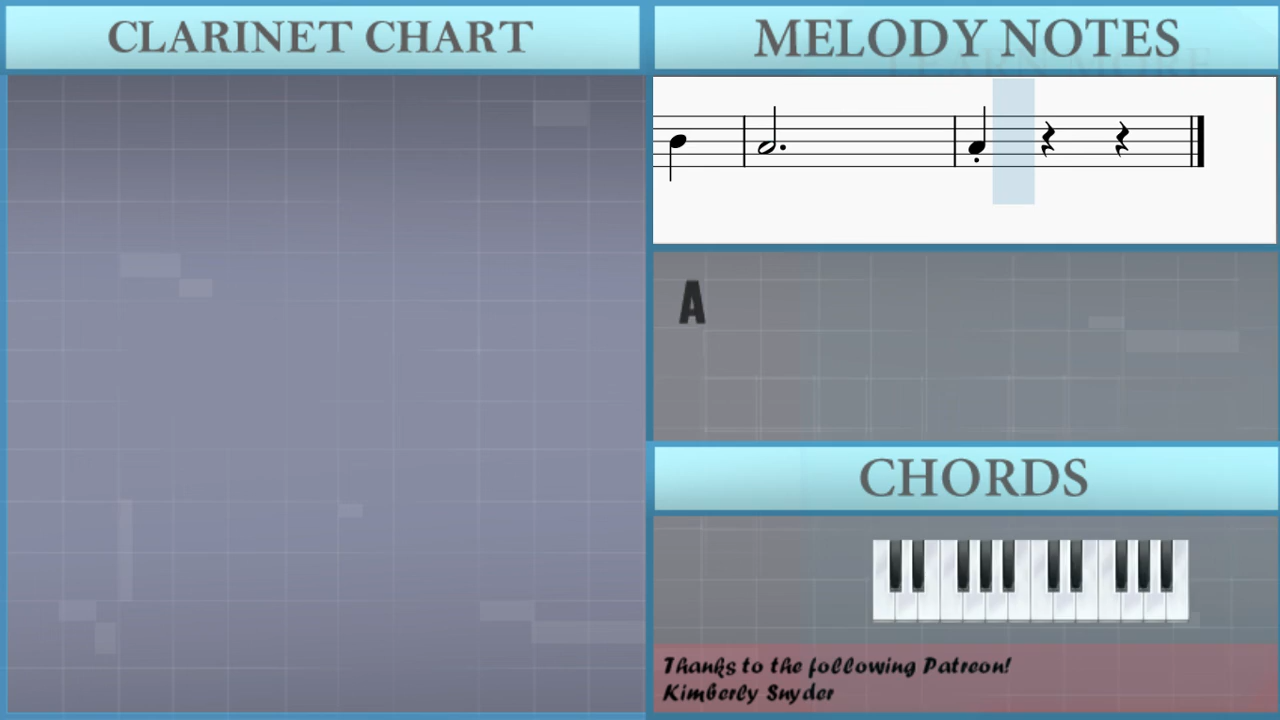 CLARINET CHART
MELODY NOTES
A
CHORDS
Thanks to the following Patreon!
Kimberly Snyder